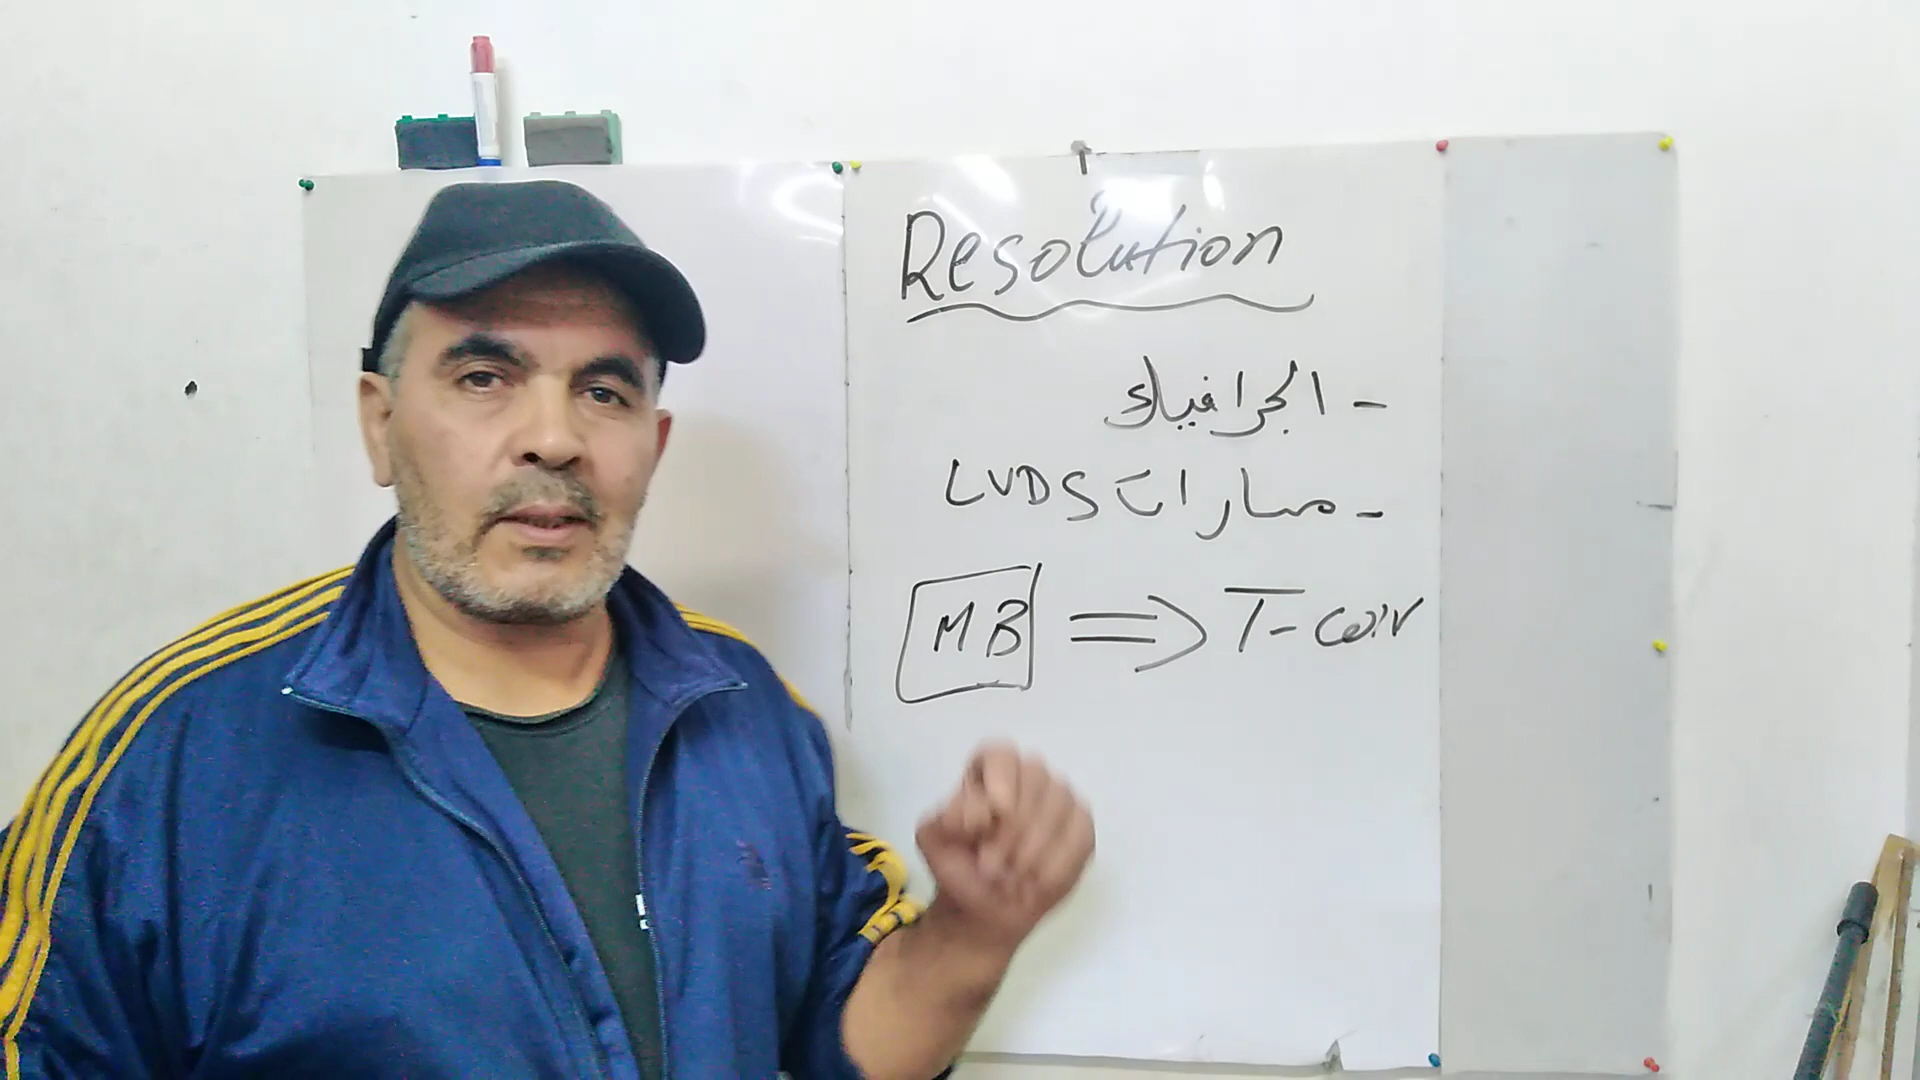 Resolution
- الجرافيك
- مسارات LVDS
MB => T-con